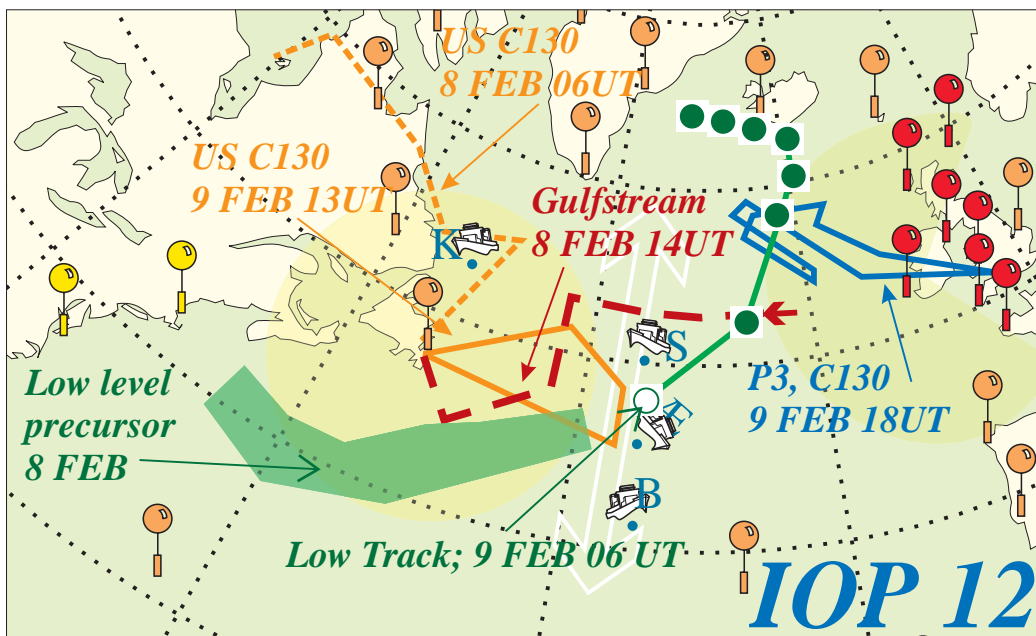 US C130
8 FEB 06UT
US C130
9 FEB 13UT
Gulfstream
8 FEB 14UT
K
S
Æ
B
P3, C130
9 FEB 18UT
Low level
precursor
8 FEB
Low Track; 9 FEB 06 UT
IOP 12